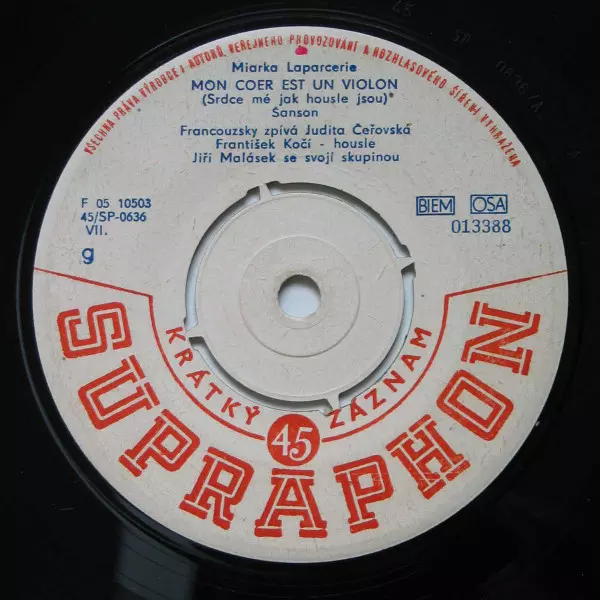 VŠECHNA PRÁVA VÝROBCE I AUTORŮ VEŘEJNÉHO PROVOZOVÁNÍ A ROZHLASOVÉHO ŠÍŘENÍ VYHRAŽENA
Miarka Laparcerie
MON COER EST UN VIOLON
(Srdce mé jak housle jsou)*
Šanson
Francouzsky zpívá Judita Čeřovská
František Kočí - housle
Jiří Malásek se svojí skupinou
F 05 10503
45/SP-0636
VII.
g
BIEM OSA
013388
KRÁTKÝ 45 ZÁZNAM
SUPRAPHON